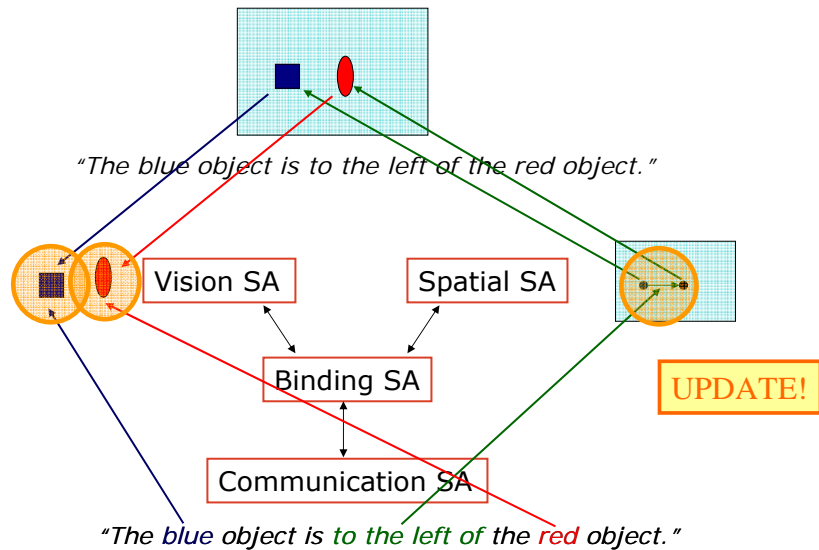 “The blue object is to the left of the red object.”
Vision SA
Spatial SA
Binding SA
UPDATE!
Communication SA
“The blue object is to the left of the red object.”